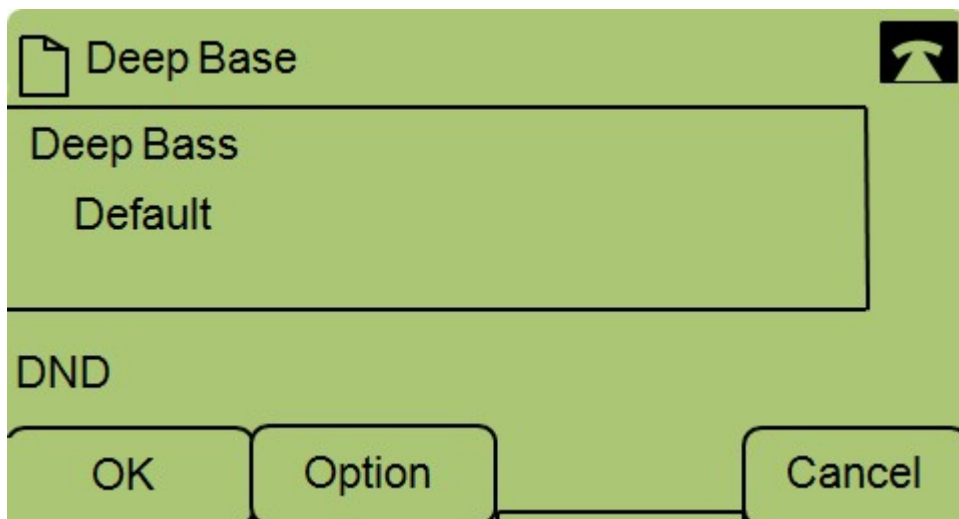 Deep Base
Deep Bass
Default
DND
OK Option Cancel